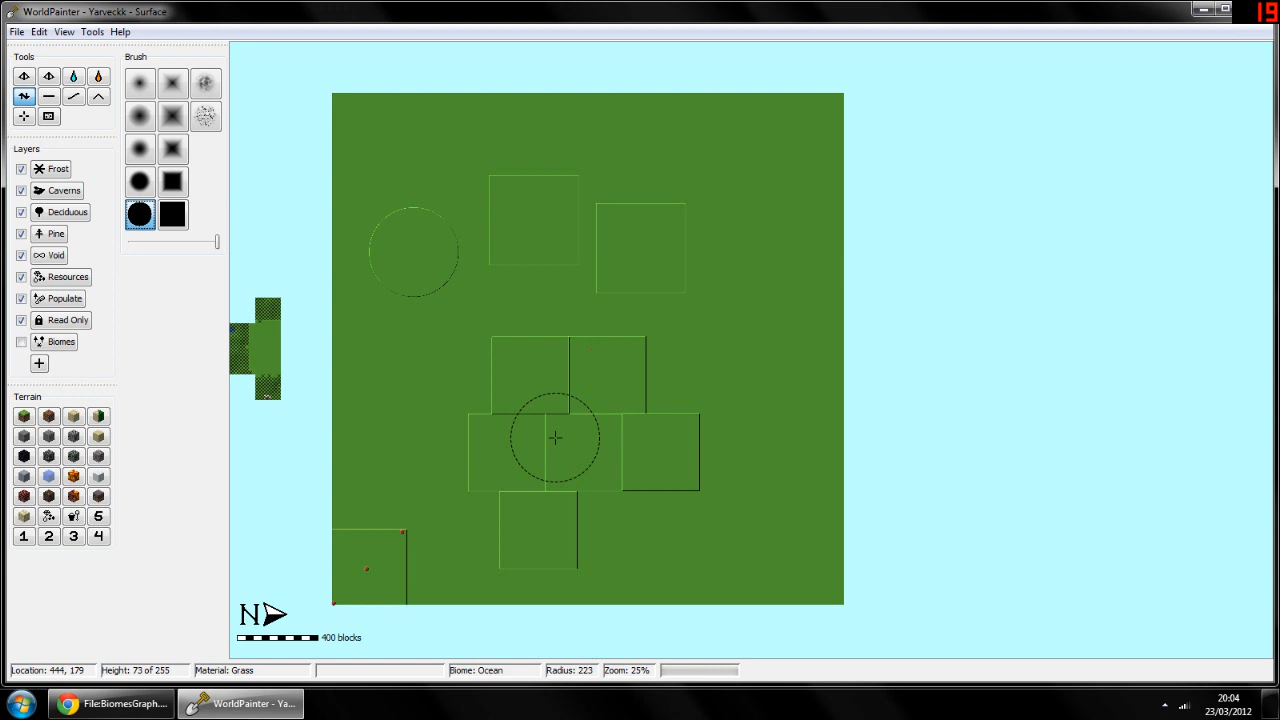 WorldPainter - Yarveckk - Surface
19
File Edit View Tools Help
Tools
Brush
Layers
Frost
Caverns
Deciduous
Pine
Void
Resources
Populate
Read Only
Biomes
Terrain
5
1 2 3 4
N
400 blocks
Location: 444, 179 Height: 73 of 255 Material: Grass Biome: Ocean Radius: 223 Zoom: 25%
File:BiomesGraph.... WorldPainter - Ya...
20:04
23/03/2012